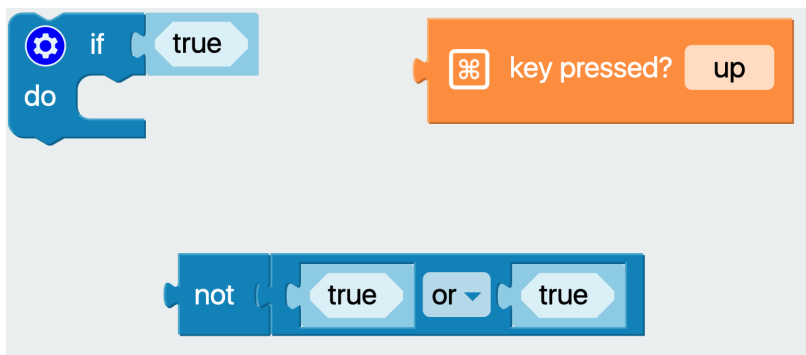 if true
do
⌘ key pressed? up
not true or true